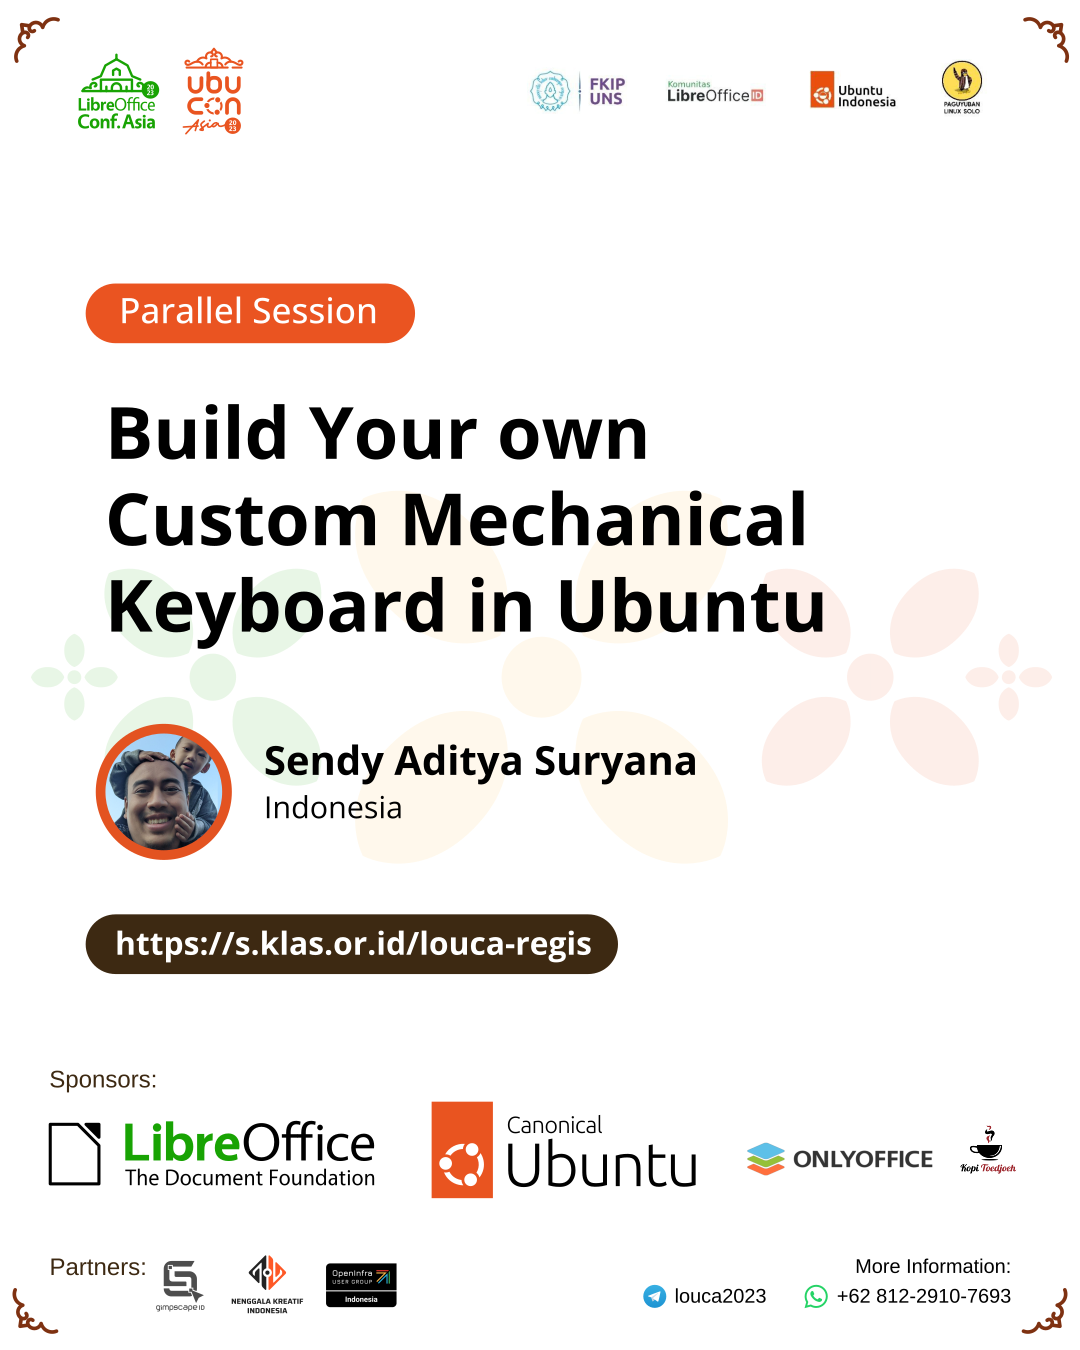 LibreOffice
Conf. Asia
2023
ubu
con
Asia
2023
FKIP
UNS
Komunitas
LibreOffice ID
Ubuntu
Indonesia
PAGUYUBAN
LINUX SOLO
Parallel Session
Build Your own
Custom Mechanical
Keyboard in Ubuntu
Sendy Aditya Suryana
Indonesia
https://s.klas.or.id/louca-regis
Sponsors:
LibreOffice
The Document Foundation
Canonical
Ubuntu
ONLYOFFICE
Kopi Toedjoeh
Partners:
gimpscape ID
NENGGALA KREATIF
INDONESIA
OpenInfra
USER GROUP
Indonesia
More Information:
louca2023
+62 812-2910-7693